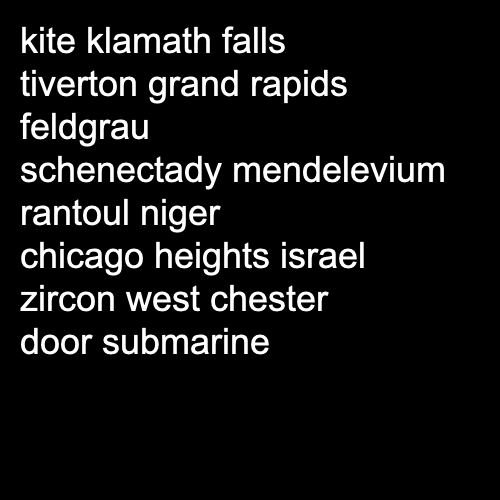 kite klamath falls
tiverton grand rapids
feldgrau
schenectady mendelevium
rantoul niger
chicago heights israel
zircon west chester
door submarine